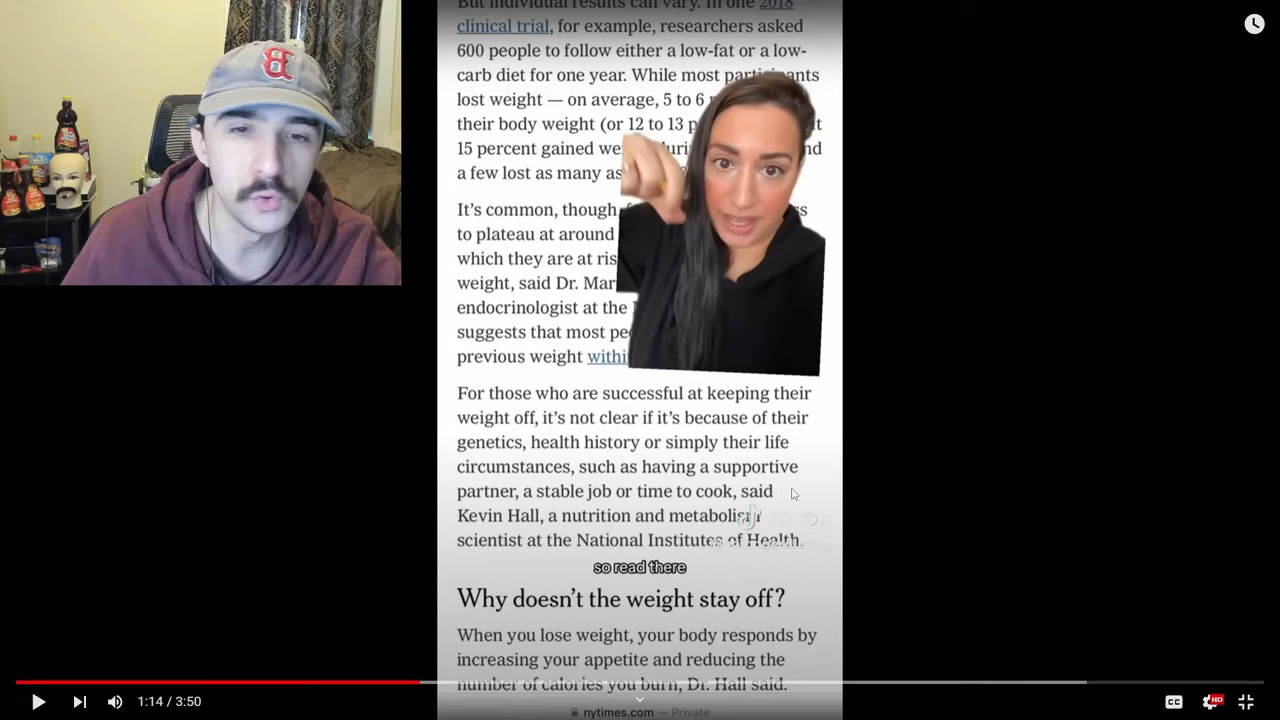 But individual results can vary. In one 2018
clinical trial, for example, researchers asked
600 people to follow either a low-fat or a low-
carb diet for one year. While most participants
lost weight — on average, 5 to 6
their body weight (or 12 to 13
15 percent gained
a few lost as many as
It's common, though,
to plateau at around
which they are at
weight, said Dr.
endocrinologist at the
suggests that most
previous weight
For those who are successful at keeping their
weight off, it's not clear if it's because of their
genetics, health history or simply their life
circumstances, such as having a supportive
partner, a stable job or time to cook, said
Kevin Hall, a nutrition and metabolism
scientist at the National Institutes of Health.
so read there
Why doesn't the weight stay off?
When you lose weight, your body responds by
increasing your appetite and reducing the
number of calories you burn, Dr. Hall said.
nytimes.com — Private
B
TikTok
1:14 / 3:50
CC
HD